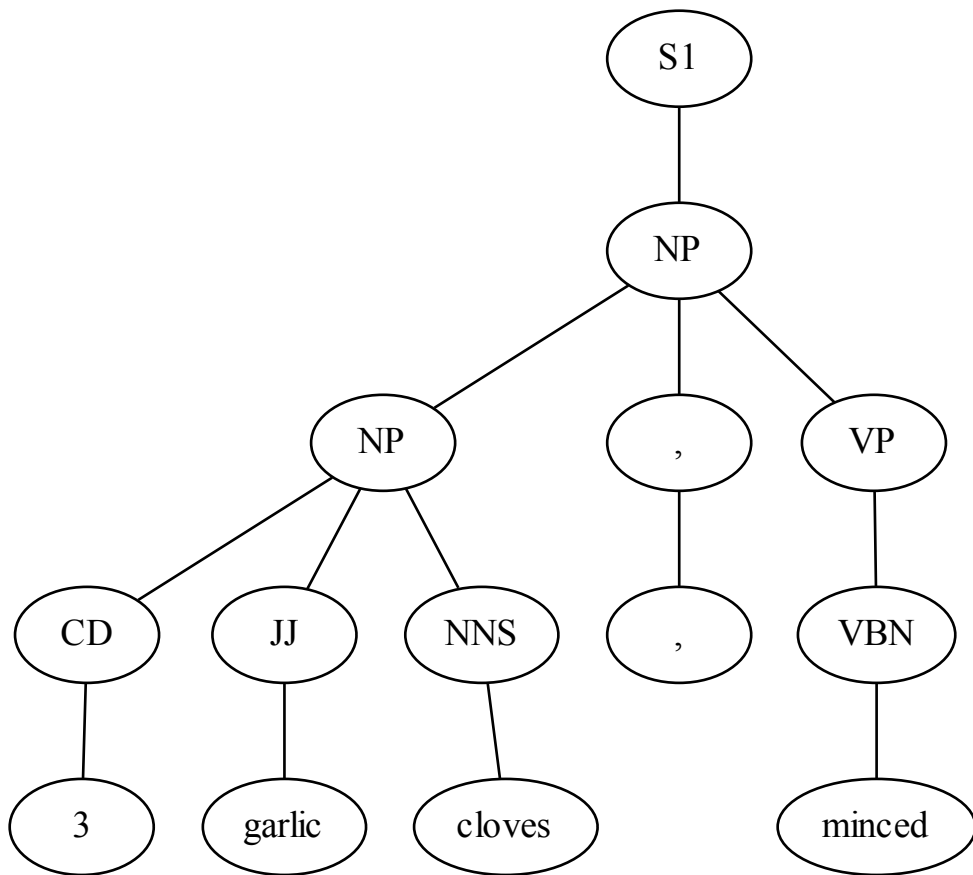 S1
NP
NP , VP
CD JJ NNS , VBN
3 garlic cloves minced